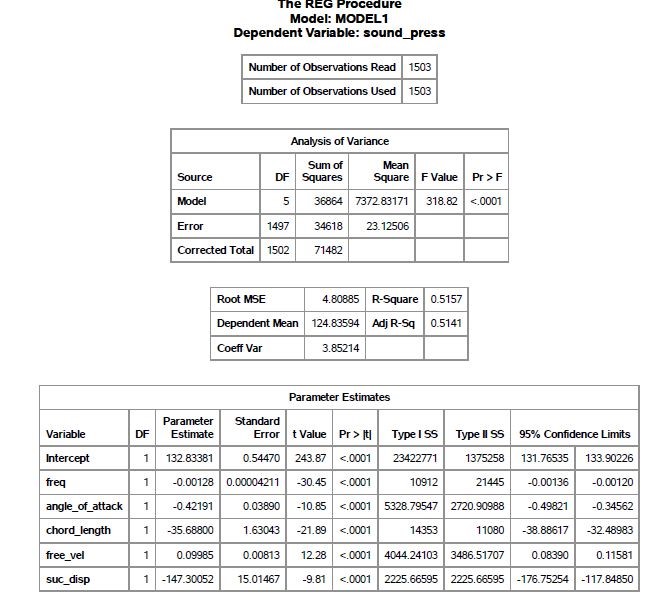 The REG Procedure
Model: MODEL1
Dependent Variable: sound_press
Number of Observations Read 1503
Number of Observations Used 1503
Analysis of Variance
Source DF Sum of Squares Mean Square F Value Pr > F
Model 5 36864 7372.83171 318.82 <.0001
Error 1497 34618 23.12506
Corrected Total 1502 71482
Root MSE 4.80885 R-Square 0.5157
Dependent Mean 124.83594 Adj R-Sq 0.5141
Coeff Var 3.85214
Parameter Estimates
Variable DF Parameter Estimate Standard Error t Value Pr > |t| Type I SS Type II SS 95% Confidence Limits
Intercept 1 132.83381 0.54470 243.87 <.0001 23422771 1375258 131.76535 133.90226
freq 1 -0.00128 0.00004211 -30.45 <.0001 10912 21445 -0.00136 -0.00120
angle_of_attack 1 -0.42191 0.03890 -10.85 <.0001 5328.79547 2720.90988 -0.49821 -0.34562
chord_length 1 -35.68800 1.63043 -21.89 <.0001 14353 11080 -38.88617 -32.48983
free_vel 1 0.09985 0.00813 12.28 <.0001 4044.24103 3486.51707 0.08390 0.11581
suc_disp 1 -147.30052 15.01467 -9.81 <.0001 2225.66595 2225.66595 -176.75254 -117.84850